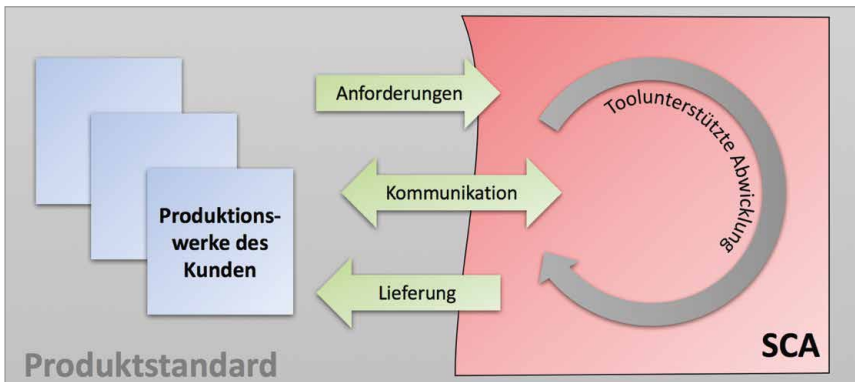 Anforderungen
Toolunterstützte Abwicklung
Kommunikation
Produktions-
werke des
Kunden
Lieferung
SCA
Produktstandard